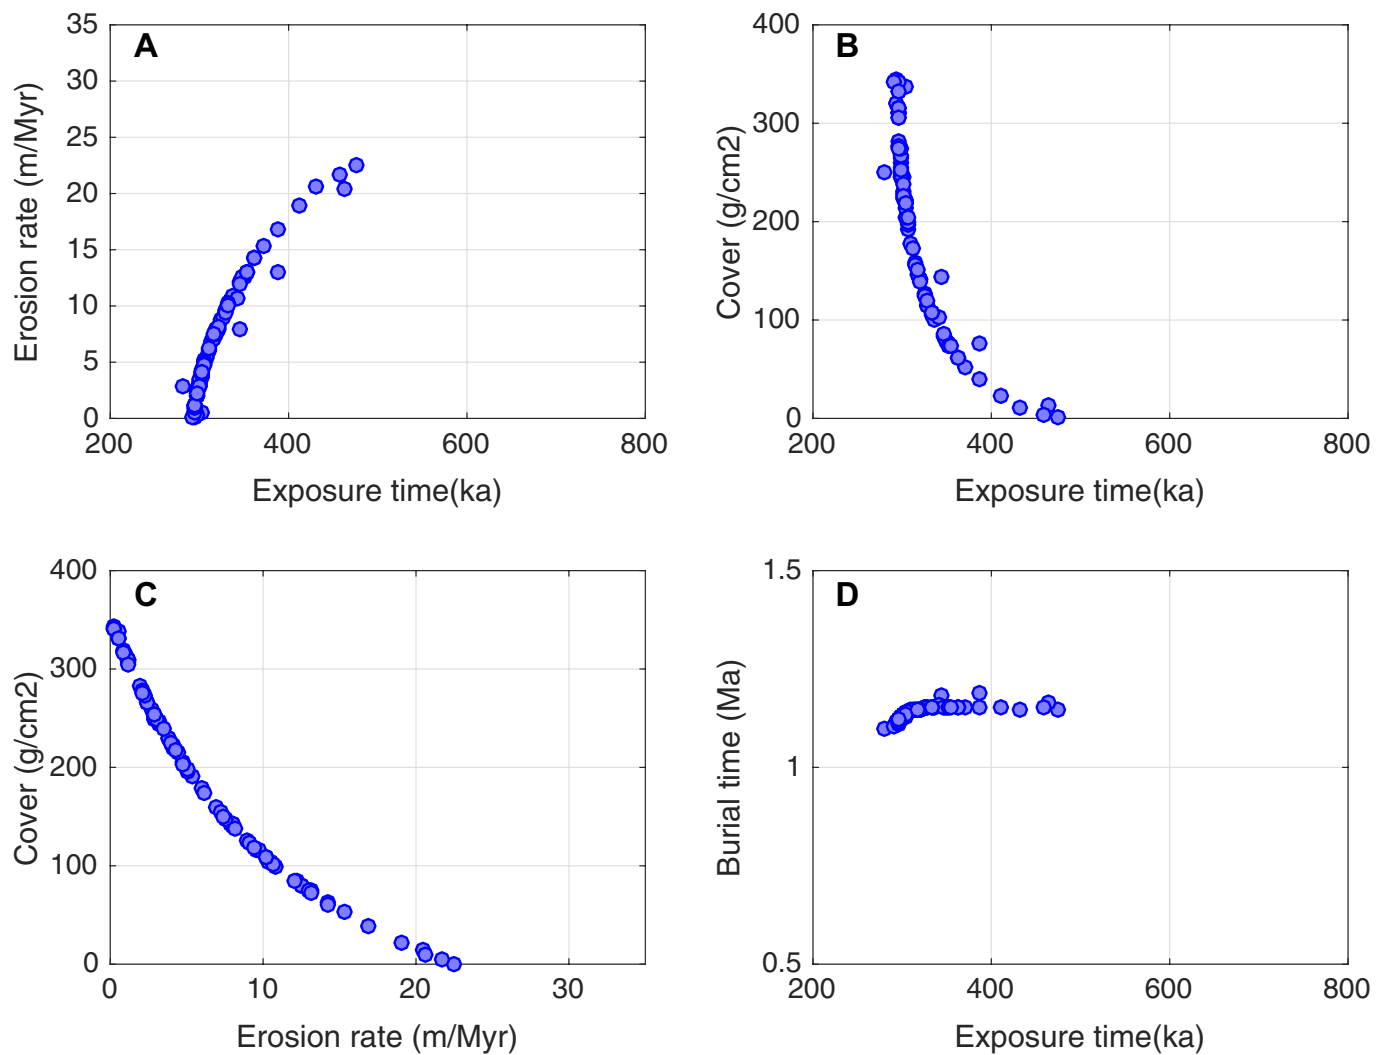 A
35
30
25
20
15
10
5
0
Erosion rate (m/Myr)
200 400 600 800
Exposure time(ka)
B
400
300
200
100
0
Cover (g/cm2)
200 400 600 800
Exposure time(ka)
C
400
300
200
100
0
Cover (g/cm2)
0 10 20 30
Erosion rate (m/Myr)
D
1.5
1
0.5
Burial time (Ma)
200 400 600 800
Exposure time(ka)